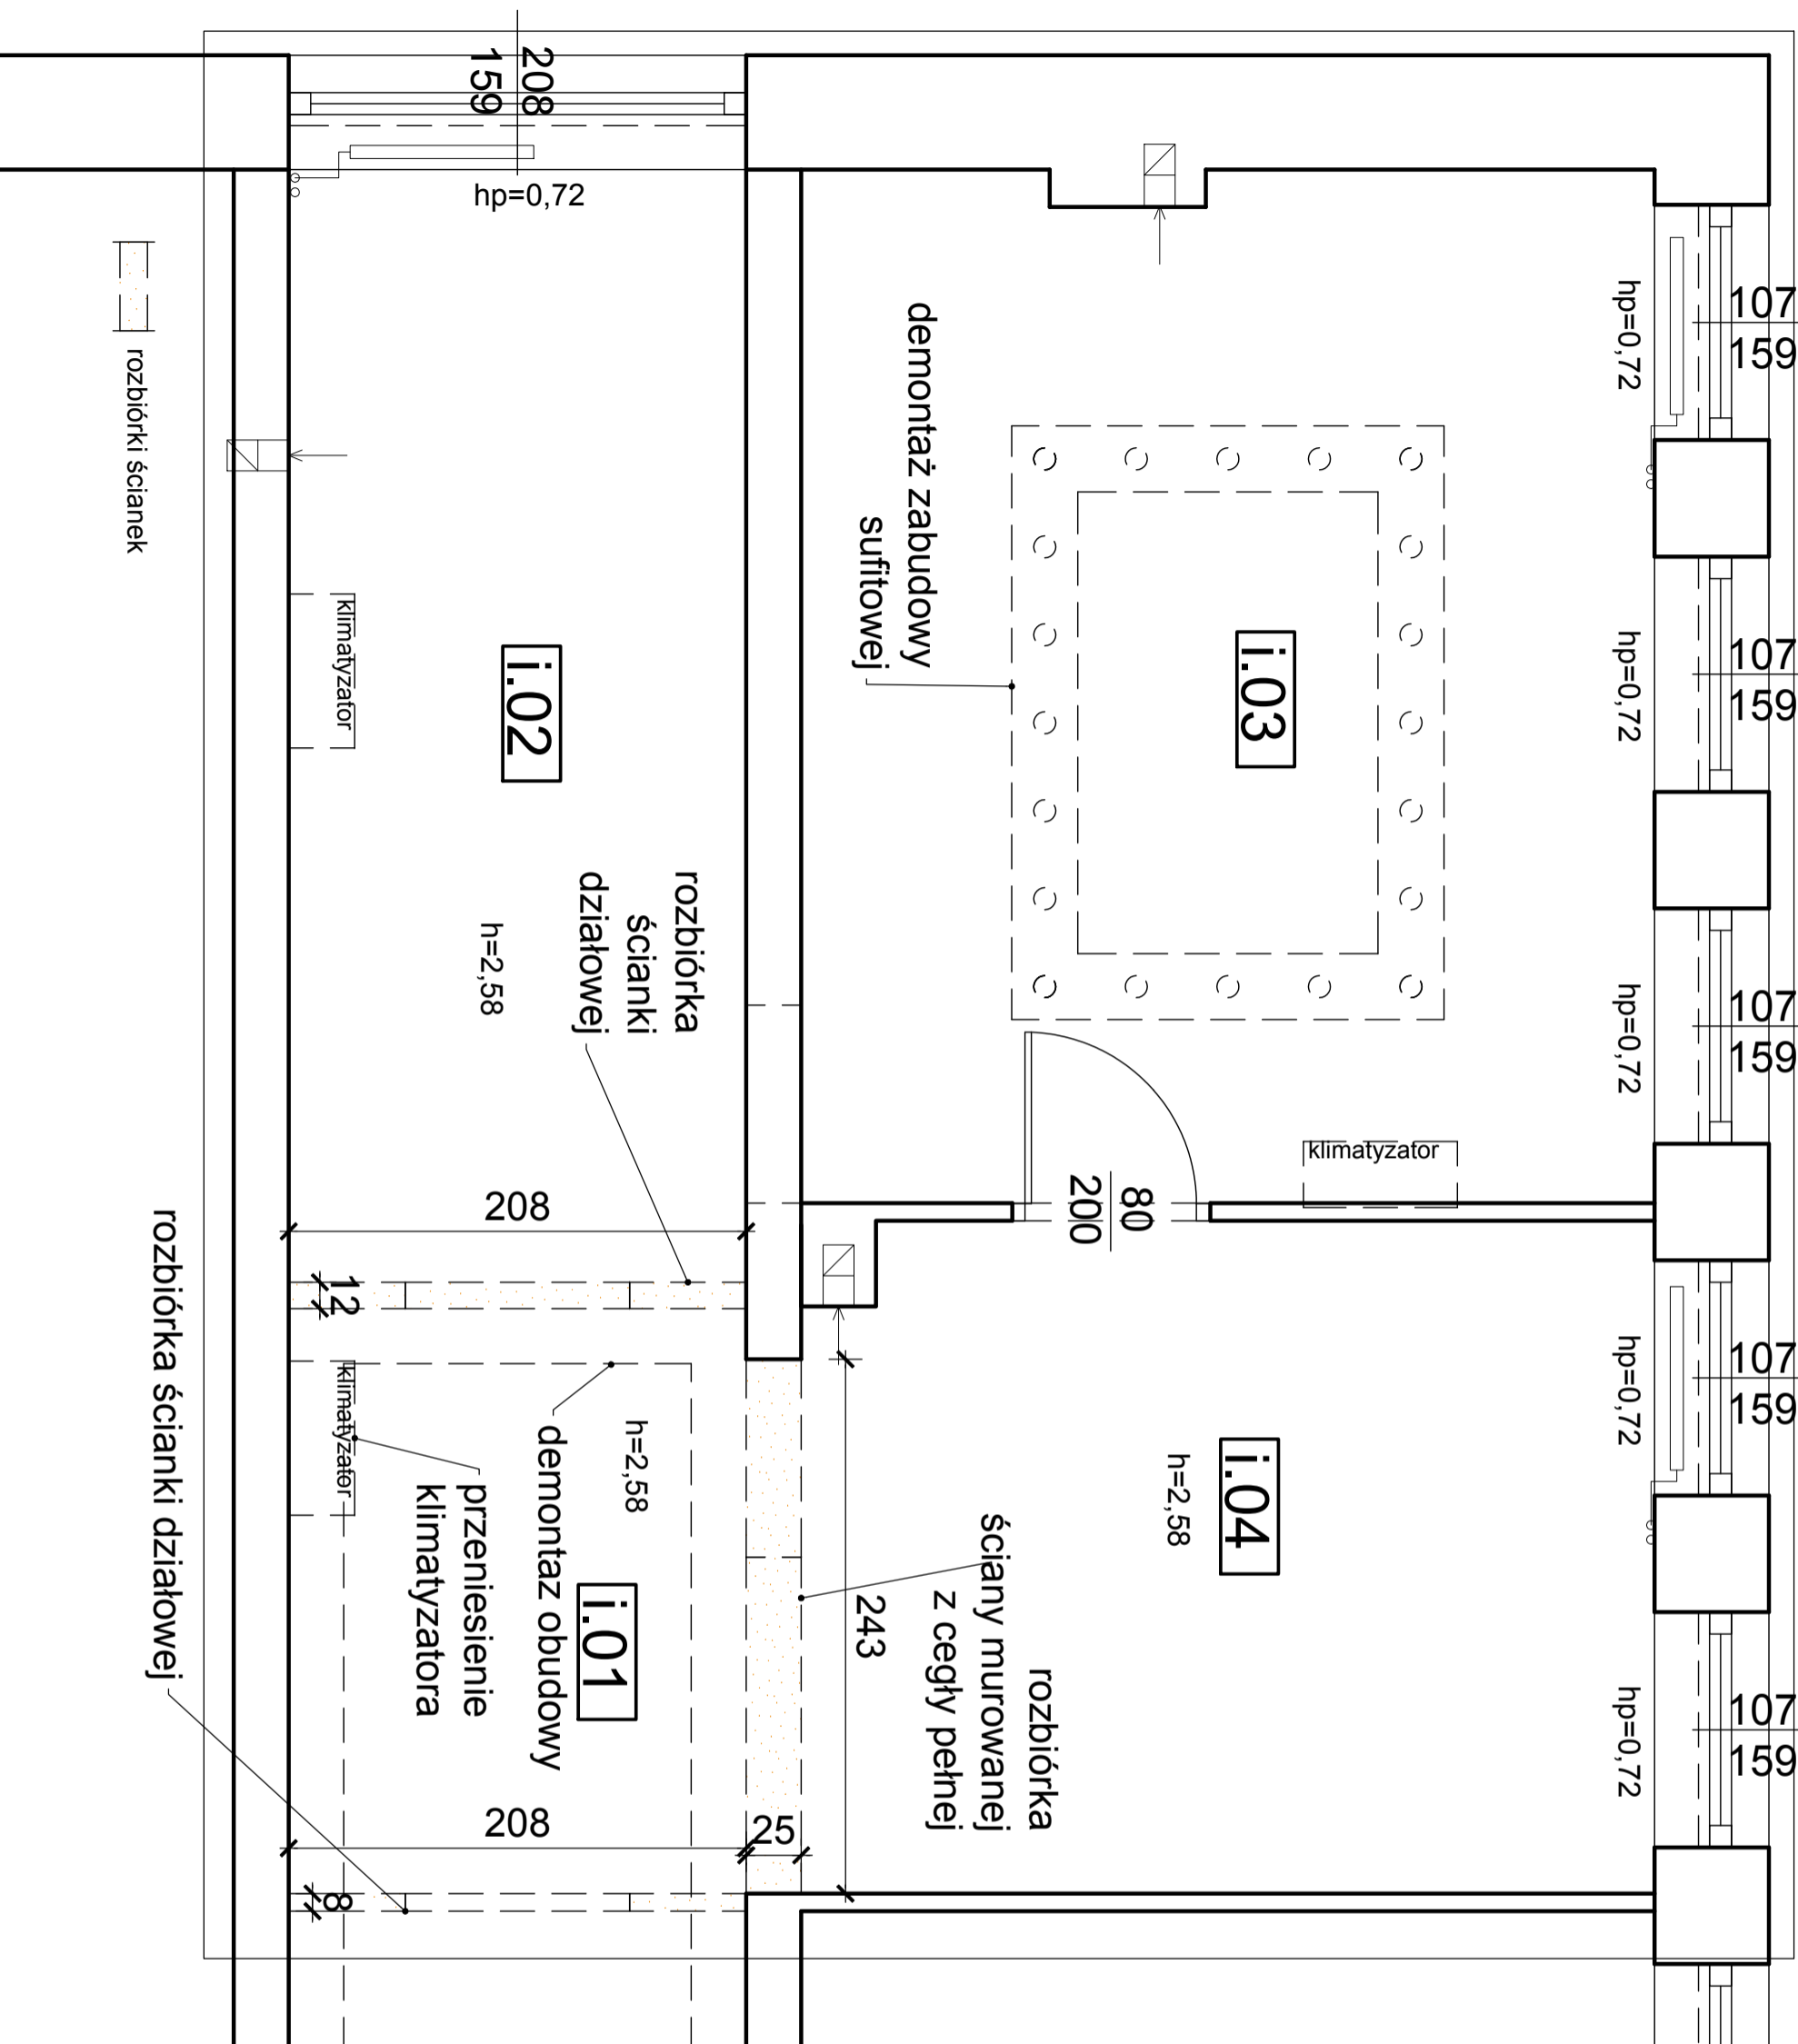 208
159
hp=0,72
107
159
hp=0,72
107
159
hp=0,72
107
159
hp=0,72
107
159
hp=0,72
107
159
hp=0,72
rozbiórki ścianek
demontaż zabudowy
sufitowej
i.03
klimatyzator
i.02
h=2,58
rozbiórka
ścianki
działowej
klimatyzator
80
200
208
12
rozbiórka ścianki działowej
klimatyzator
h=2,58
demontaz obudowy
przeniesienie
klimatyzatora
i.01
i.04
h=2,58
rozbiórka
ściany murowanej
z cegły pełnej
243
208
25
8